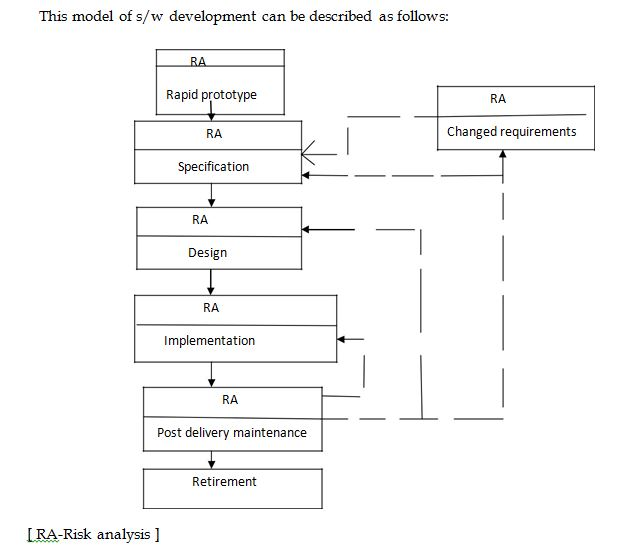 This model of s/w development can be described as follows:
RA
Rapid prototype
RA
Changed requirements
RA
Specification
RA
Design
RA
Implementation
RA
Post delivery maintenance
Retirement
[ RA-Risk analysis ]